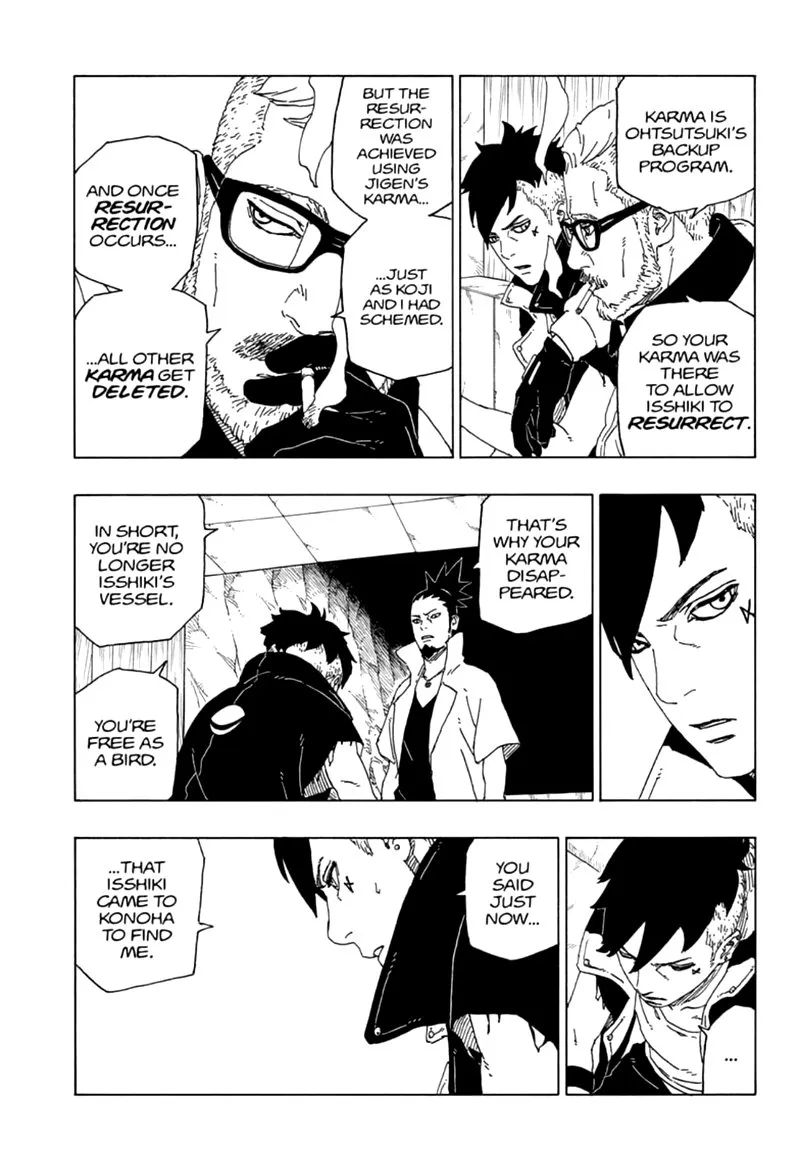 KARMA IS
OHTSUTSUKI'S
BACKUP
PROGRAM.
SO YOUR
KARMA WAS
THERE
TO ALLOW
ISSHIKI TO
RESURRECT.
BUT THE
RESUR-
RECTION
WAS
ACHIEVED
USING
JIGEN'S
KARMA...
...JUST
AS KOJI
AND I HAD
SCHEMED.
AND ONCE
RESUR-
RECTION
OCCURS...
...ALL OTHER
KARMA GET
DELETED.
THAT'S
WHY YOUR
KARMA
DISAP-
PEARED.
IN SHORT,
YOU'RE NO
LONGER
ISSHIKI'S
VESSEL.
YOU'RE
FREE AS
A BIRD.
...
YOU
SAID
JUST
NOW...
...THAT
ISSHIKI
CAME TO
KONOHA
TO FIND
ME.